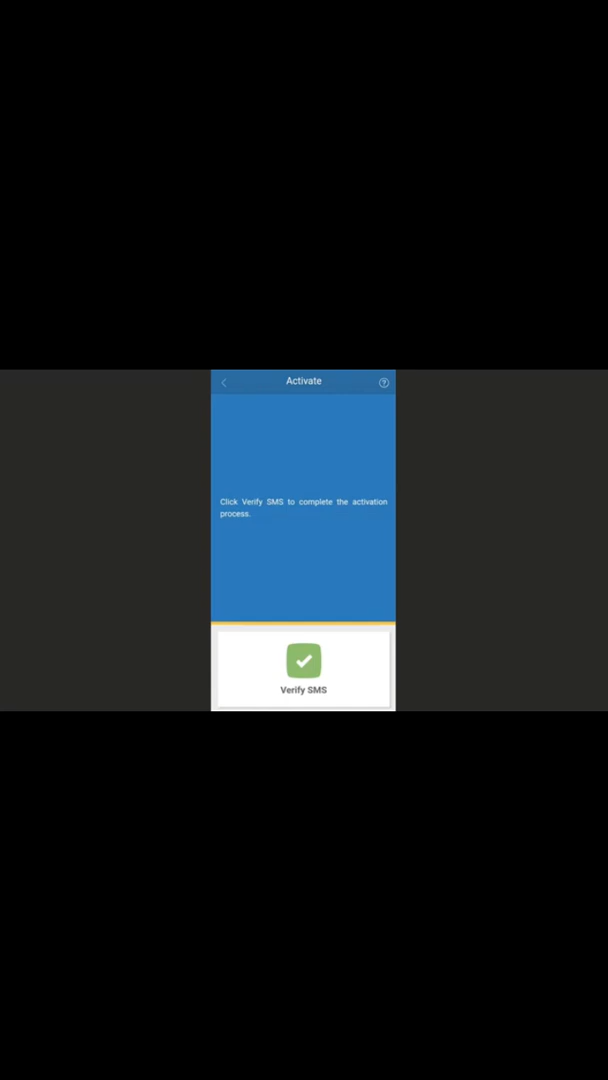 Activate
Click Verify SMS to complete the activation
process.
Verify SMS